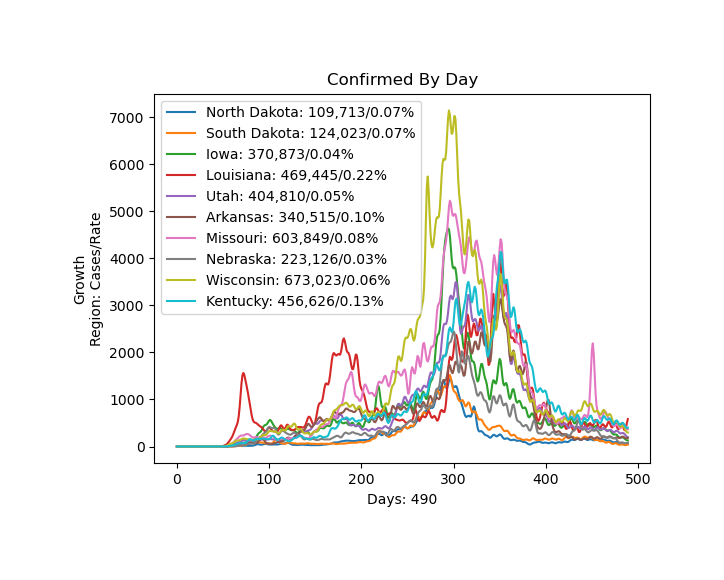 Confirmed By Day
Growth
Region: Cases/Rate
7000
6000
5000
4000
3000
2000
1000
0
North Dakota: 109,713/0.07%
South Dakota: 124,023/0.07%
Iowa: 370,873/0.04%
Louisiana: 469,445/0.22%
Utah: 404,810/0.05%
Arkansas: 340,515/0.10%
Missouri: 603,849/0.08%
Nebraska: 223,126/0.03%
Wisconsin: 673,023/0.06%
Kentucky: 456,626/0.13%
0 100 200 300 400 500
Days: 490